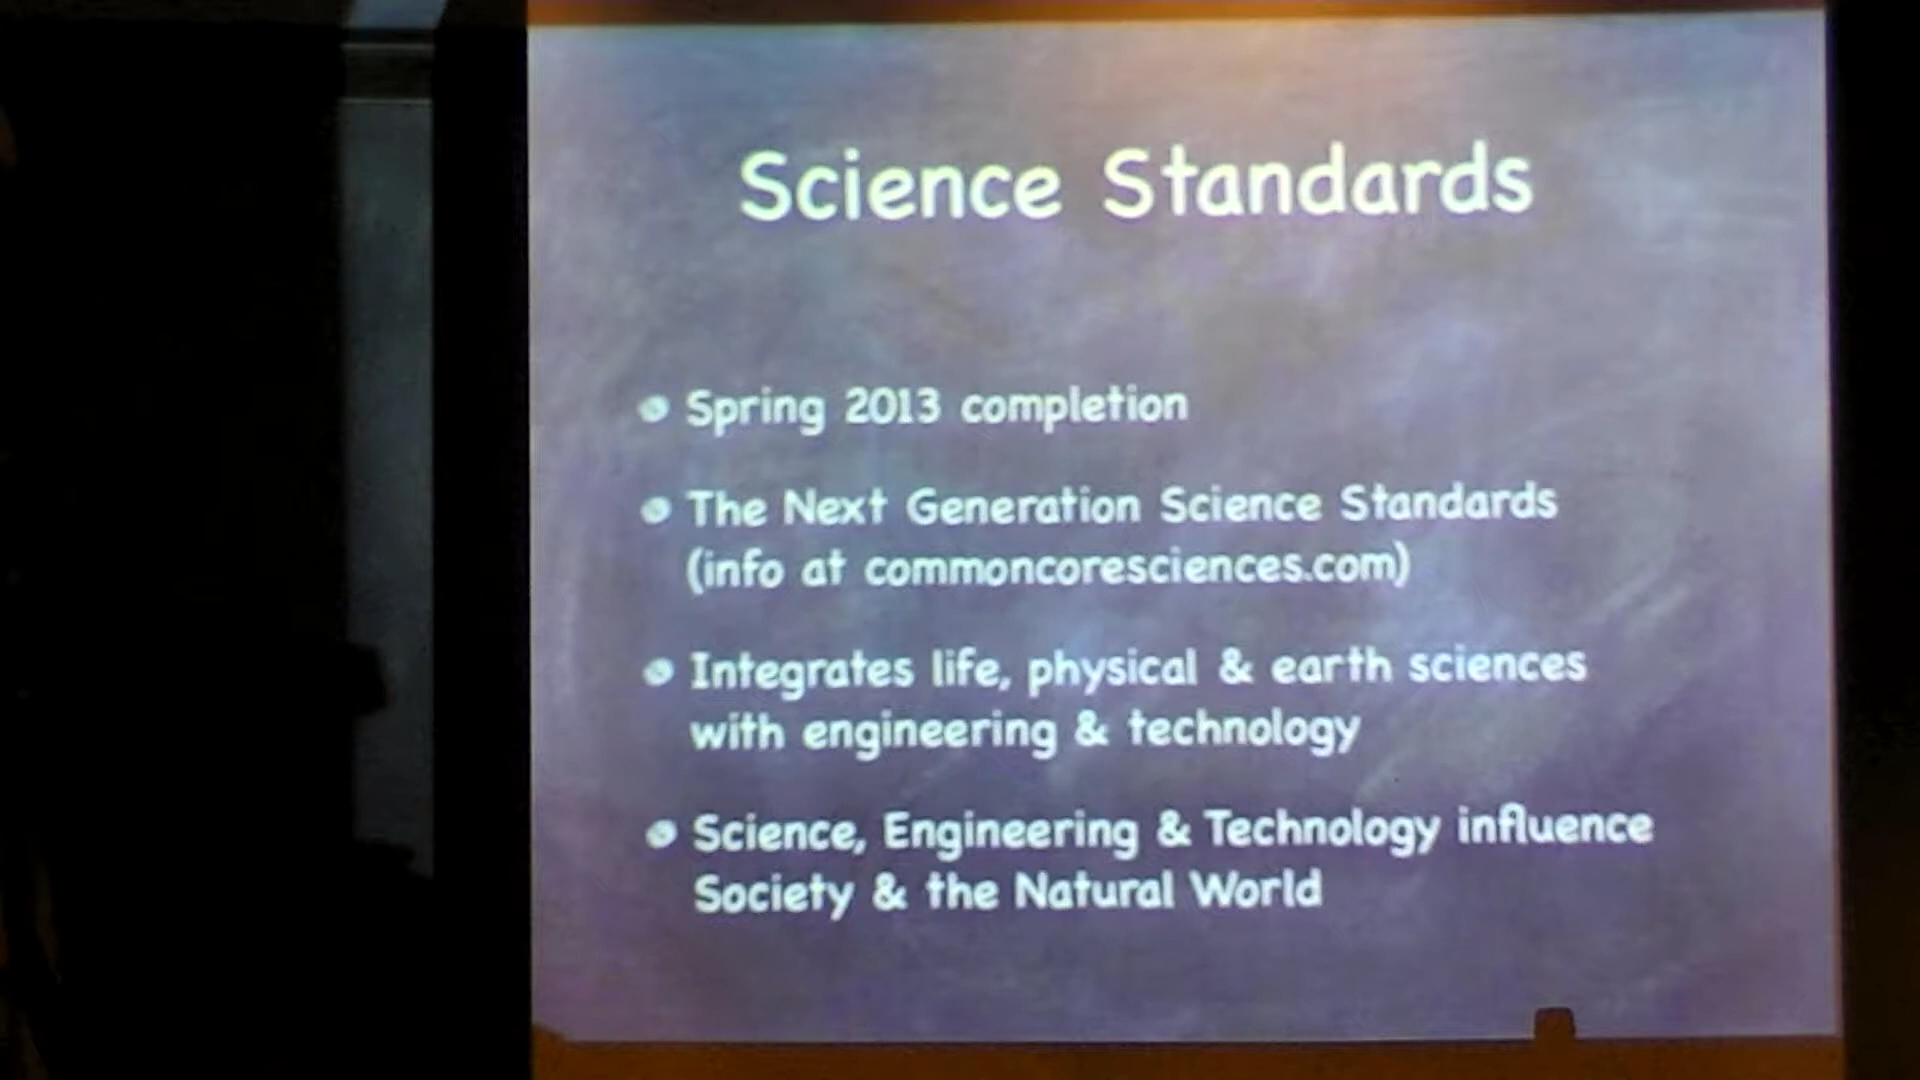 Science Standards
Spring 2013 completion
The Next Generation Science Standards
(info at commoncoresciences.com)
Integrates life, physical & earth sciences
with engineering & technology
Science, Engineering & Technology influence
Society & the Natural World